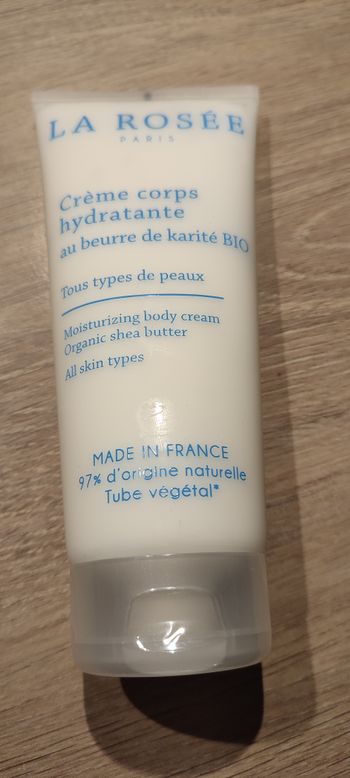 LA ROSÉE
PARIS
Crème corps
hydratante
au beurre de karité BIO
Tous types de peaux
Moisturizing body cream
Organic shea butter
All skin types
MADE IN FRANCE
97% d'origine naturelle
Tube végétal*